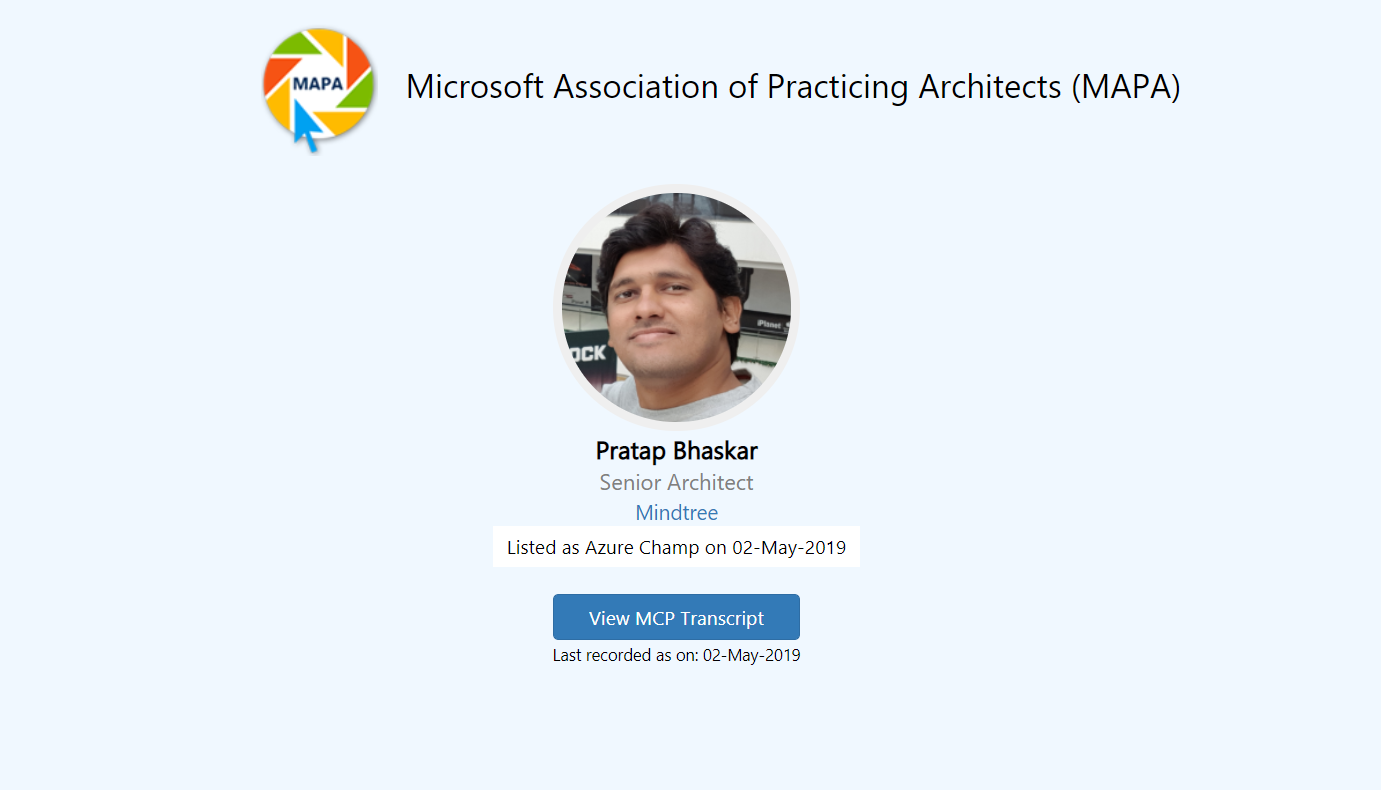 MAPA
Microsoft Association of Practicing Architects (MAPA)
iPlanet
OCK
Pratap Bhaskar
Senior Architect
Mindtree
Listed as Azure Champ on 02-May-2019
View MCP Transcript
Last recorded as on: 02-May-2019